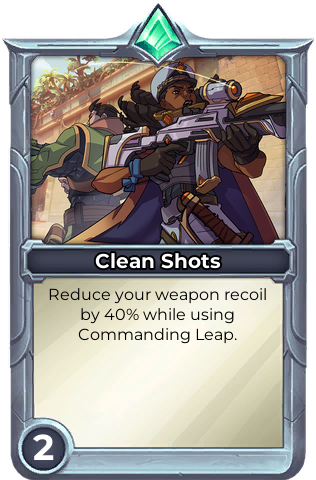 Clean Shots
Reduce your weapon recoil
by 40% while using
Commanding Leap.
2